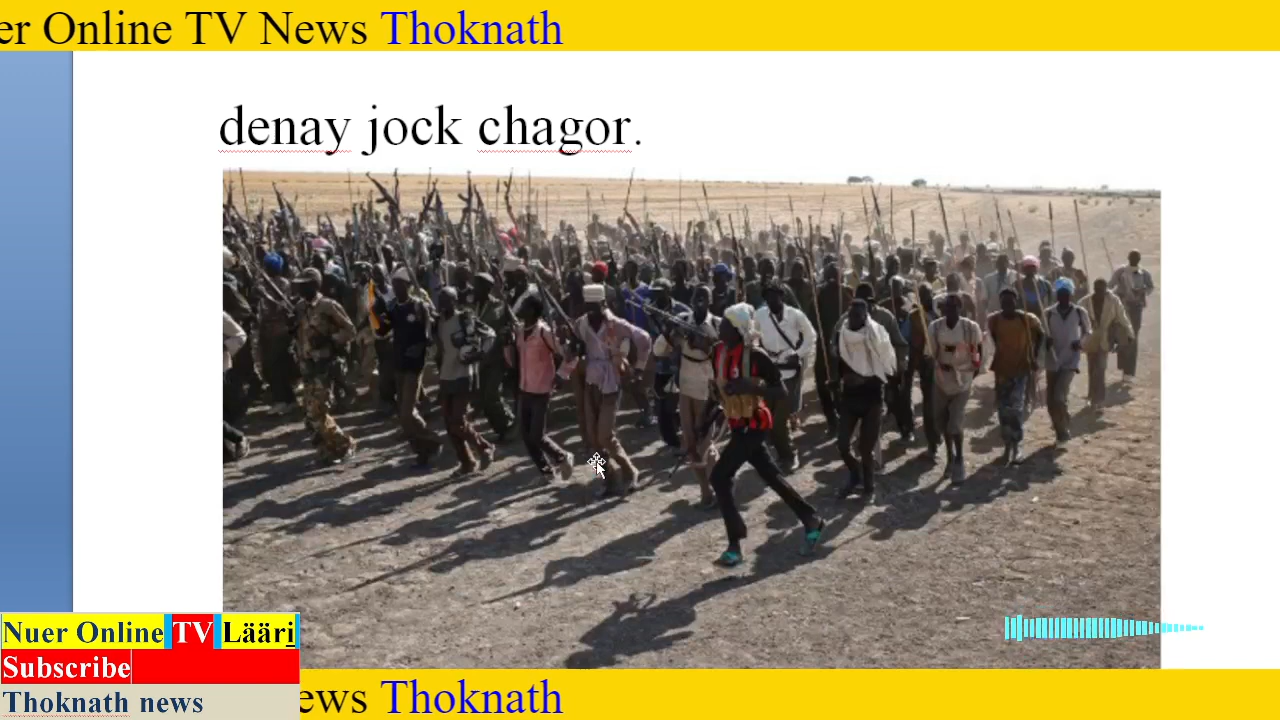 er Online TV News Thoknath
denay jock chagor.
Nuer Online TV Lääri
Subscribe
Thoknath news
ews Thoknath